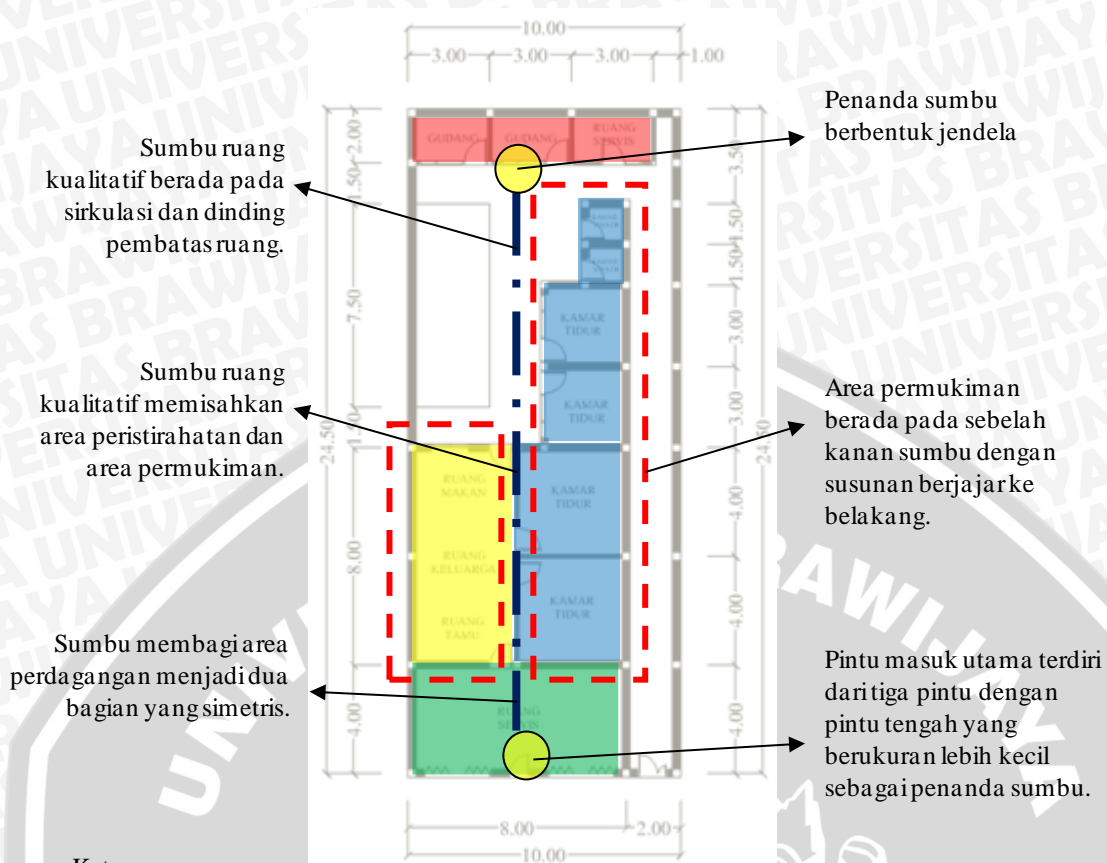 10.00
3.00
3.00
3.00
1.00
Penanda sumbu
berbentuk jendela
Sumbu ruang
kualitatif berada pada
sirkulasi dan dinding
pembatas ruang.
GUDANG
GUDANG
RUANG
SERVIS
2.00
1.50
3.50
1.50
1.50
7.50
3.00
KAMAR
TIDUR
Sumbu ruang
kualitatif memisahkan
area peristirahatan dan
area permukiman.
3.00
KAMAR
TIDUR
Area permukiman
berada pada sebelah
kanan sumbu dengan
susunan berjajar ke
belakang.
24.50
24.50
RUANG
MAKAN
KAMAR
TIDUR
4.00
8.00
RUANG
KELUARGA
KAMAR
TIDUR
4.00
RUANG
TAMU
Sumbu membagi area
perdagangan menjadi dua
bagian yang simetris.
Pintu masuk utama terdiri
dari tiga pintu dengan
pintu tengah yang
berukuran lebih kecil
sebagai penanda sumbu.
4.00
RUANG
SERVIS
4.00
8.00
2.00
10.00
UNIV
BRAWIJAYA